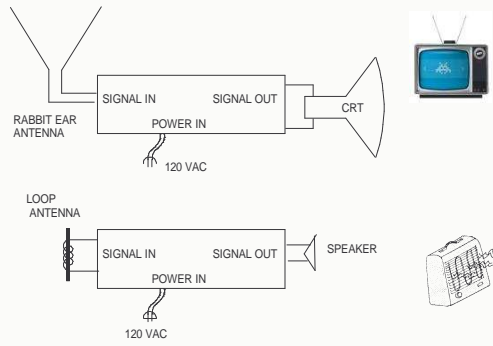 SIGNAL IN
SIGNAL OUT
CRT
RABBIT EAR
ANTENNA
POWER IN
120 VAC
LOOP
ANTENNA
SIGNAL IN
SIGNAL OUT
SPEAKER
POWER IN
120 VAC